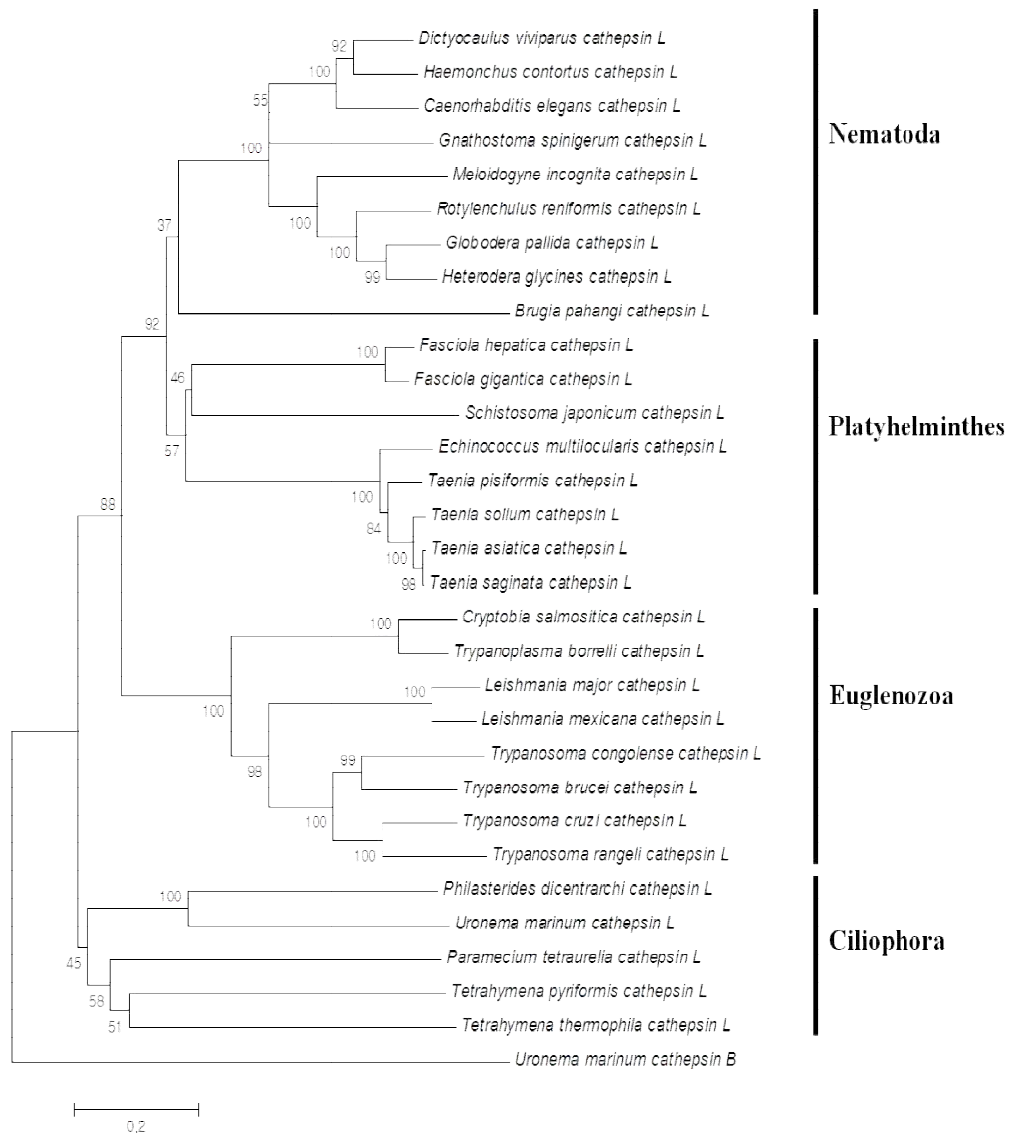 92
Dictyocaulus viviparus cathepsin L
100
Haemonchus contortus cathepsin L
55
Caenorhabditis elegans cathepsin L
Nematoda
100
Gnathostoma spinigerum cathepsin L
Meloidogyne incognita cathepsin L
37
100
Rotylenchulus reniformis cathepsin L
100
Globodera pallida cathepsin L
99
Heterodera glycines cathepsin L
Brugia pahangi cathepsin L
92
100
Fasciola hepatica cathepsin L
46
Fasciola gigantica cathepsin L
Schistosoma japonicum cathepsin L
Platyhelminthes
57
Echinococcus multilocularis cathepsin L
100
Taenia pisiformis cathepsin L
88
84
Taenia solium cathepsin L
100
Taenia asiatica cathepsin L
98
Taenia saginata cathepsin L
100
Cryptobia salmositica cathepsin L
Trypanoplasma borrelli cathepsin L
100
Leishmania major cathepsin L
Euglenozoa
100
Leishmania mexicana cathepsin L
99
Trypanosoma congolense cathepsin L
98
Trypanosoma brucei cathepsin L
100
Trypanosoma cruzi cathepsin L
100
Trypanosoma rangeli cathepsin L
100
Philasterides dicentrarchi cathepsin L
Uronema marinum cathepsin L
Ciliophora
45
Paramecium tetraurelia cathepsin L
58
Tetrahymena pyriformis cathepsin L
51
Tetrahymena thermophila cathepsin L
Uronema marinum cathepsin B
0,2